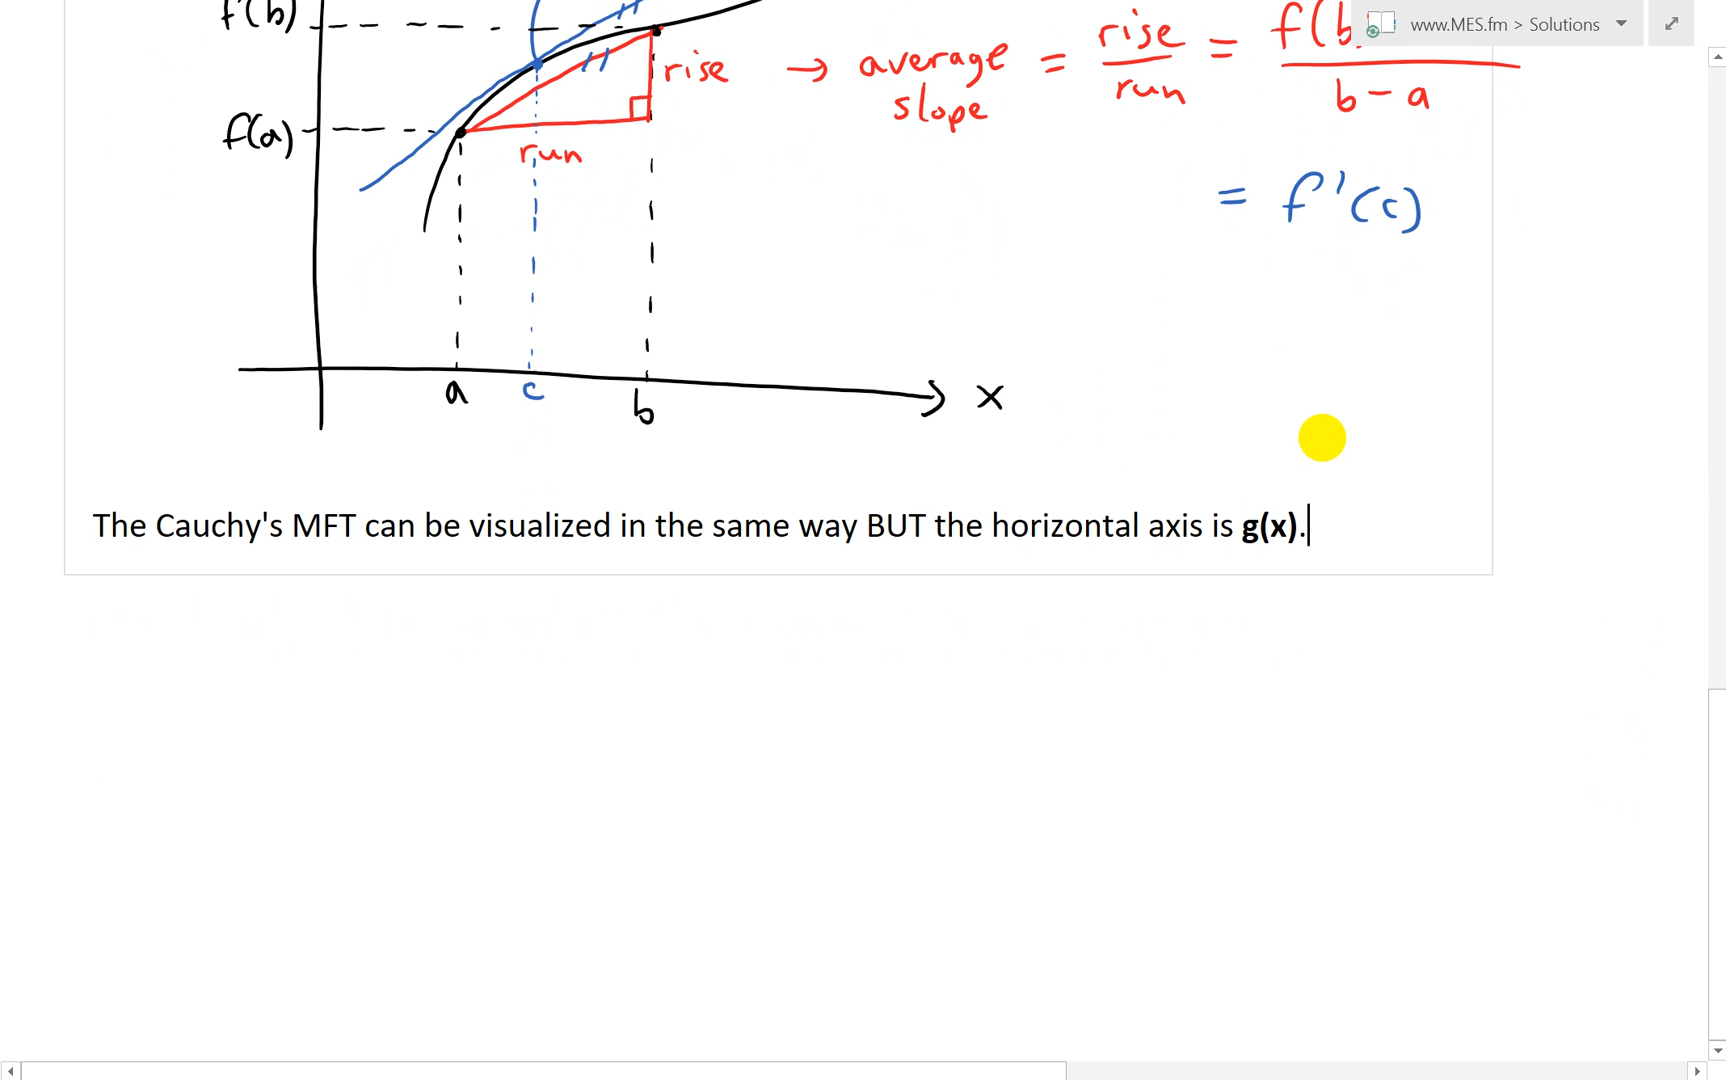 f(b)
f(a)
rise → average slope = rise/run = f(b
b - a
run
= f'(c)
a c b x
The Cauchy's MFT can be visualized in the same way BUT the horizontal axis is g(x).
www.MES.fm > Solutions